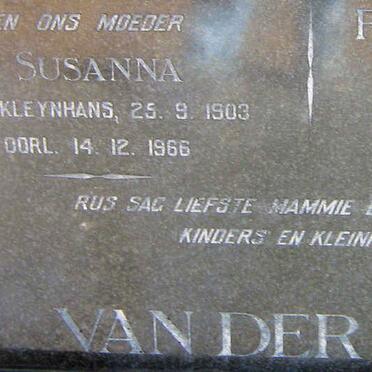 EN ONS MOEDER
SUSANNA
KLEYNHANS, 25. 9. 1903
OORL. 14. 12. 1966
RUS SAG LIEFSTE MAMMIE
KINDERS EN KLEIN
VAN DER